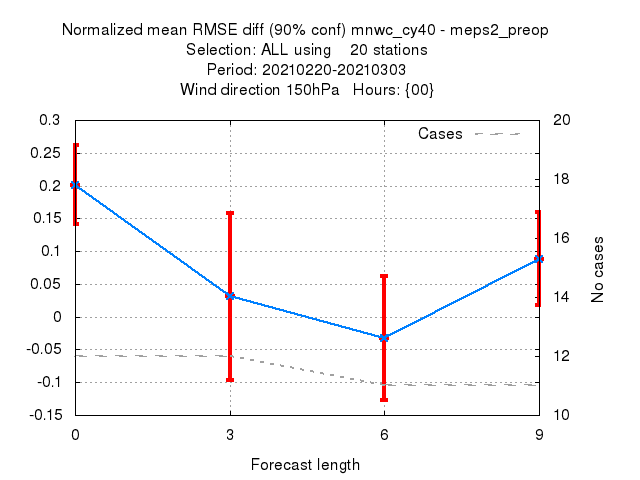 Normalized mean RMSE diff (90% conf) mnwc_cy40 - meps2_preop
Selection: ALL using    20 stations
Period: 20210220-20210303
Wind direction 150hPa   Hours: {00}
Cases
0.3
0.25
0.2
0.15
0.1
0.05
0
-0.05
-0.1
-0.15
20
18
16
14
12
10
No cases
0 3 6 9
Forecast length